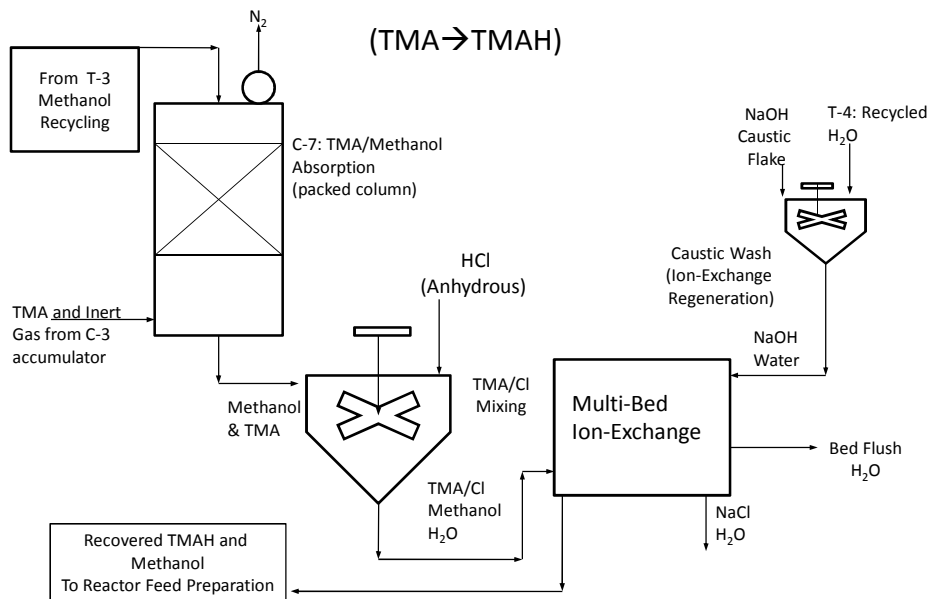 N₂
(TMA→TMAH)
From T-3
Methanol
Recycling
C-7: TMA/Methanol
Absorption
(packed column)
NaOH
Caustic
Flake
T-4: Recycled
H₂O
HCl
(Anhydrous)
Caustic Wash
(Ion-Exchange
Regeneration)
TMA and Inert
Gas from C-3
accumulator
NaOH
Water
Methanol
& TMA
TMA/Cl
Mixing
Multi-Bed
Ion-Exchange
Bed Flush
H₂O
TMA/Cl
Methanol
H₂O
NaCl
H₂O
Recovered TMAH and
Methanol
To Reactor Feed Preparation